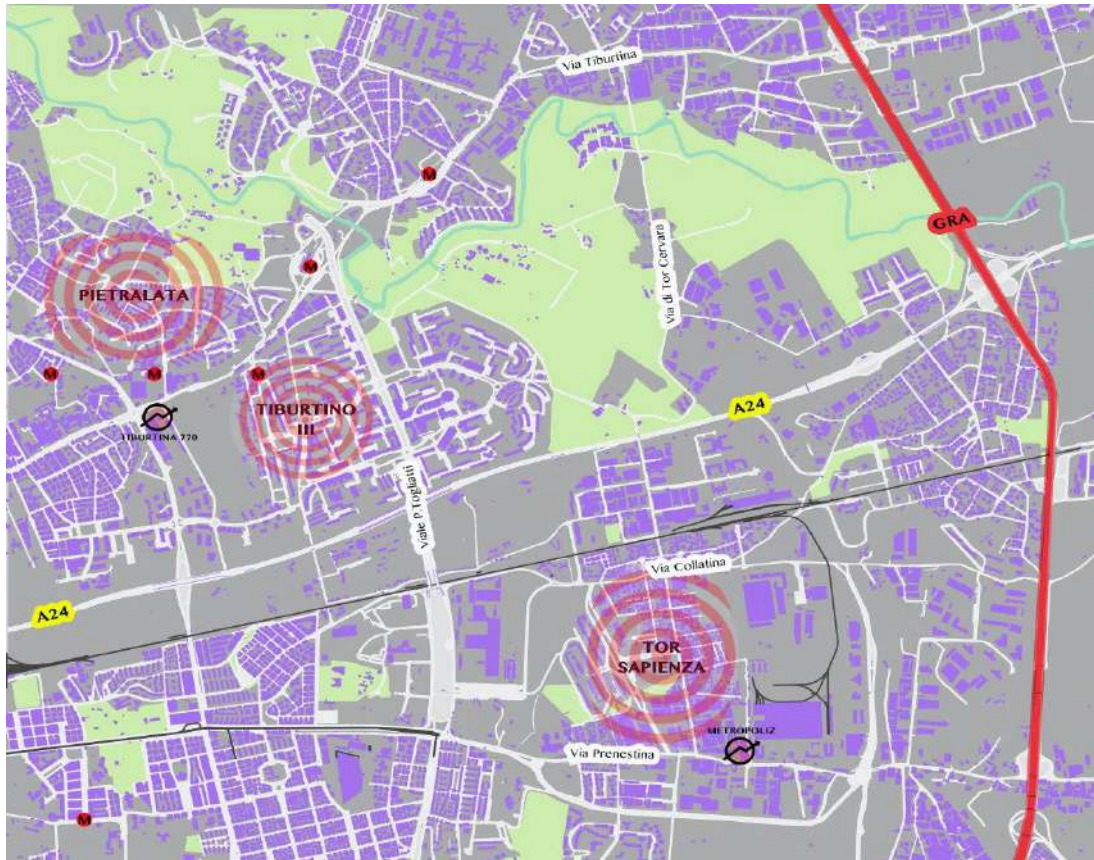 Via Tiburtina
M
GRA
Via di Tor Cervara
M
PIETRALATA
M
M
M
TIBURTINO
III
A24
TIBURTINA 770
Viale P.Togliatti
Via Collatina
A24
TOR
SAPIENZA
METROPOLIZ
Via Prenestina
M